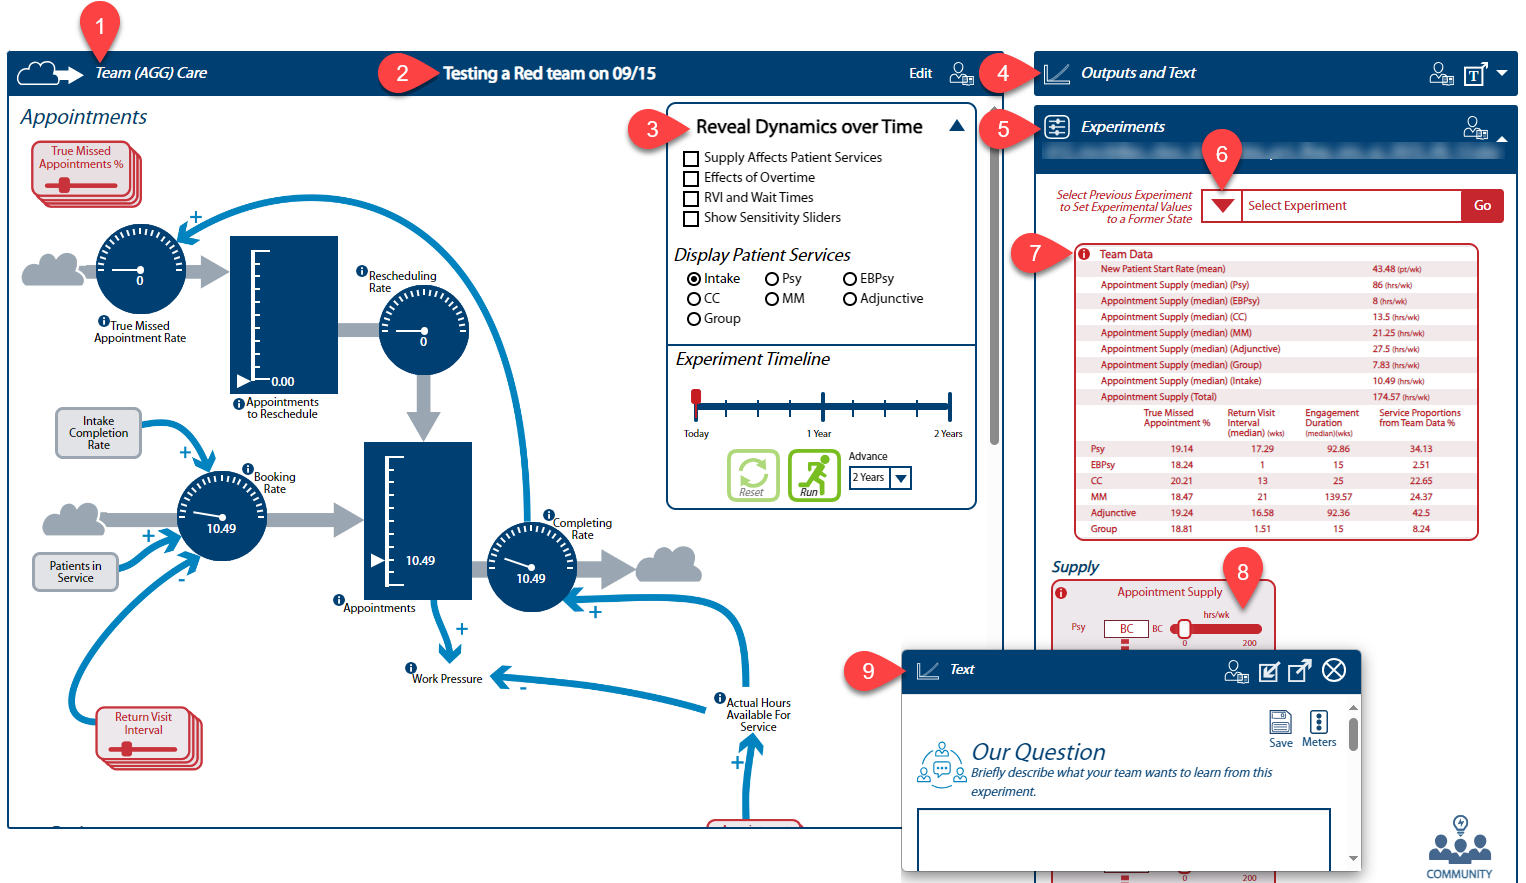 1
Team (AGG) Care
2
Testing a Red team on 09/15
Edit
Appointments
True Missed
Appointments %
+
0
True Missed
Appointment Rate
0.00
Appointments
to Reschedule
Rescheduling
Rate
0
Intake
Completion
Rate
+
Booking
Rate
10.49
+
Patients in
Service
-
10.49
Appointments
Completing
Rate
10.49
+
+
Work Pressure
-
Actual Hours
Available For
Service
+
Return Visit
Interval
3
Reveal Dynamics over Time
Supply Affects Patient Services
Effects of Overtime
RVI and Wait Times
Show Sensitivity Sliders
Display Patient Services
Intake Psy EBPsy
CC MM Adjunctive
Group
Experiment Timeline
Today 1 Year 2 Years
Reset
Run
Advance
2 Years
4
Outputs and Text
T
5
Experiments
6
Select Previous Experiment
to Set Experimental Values
to a Former State
Select Experiment
Go
7
Team Data
New Patient Start Rate (mean) 43.48 (pt/wk)
Appointment Supply (median) (Psy) 86 (hrs/wk)
Appointment Supply (median) (EBPsy) 8 (hrs/wk)
Appointment Supply (median) (CC) 13.5 (hrs/wk)
Appointment Supply (median) (MM) 21.25 (hrs/wk)
Appointment Supply (median) (Adjunctive) 27.5 (hrs/wk)
Appointment Supply (median) (Group) 7.83 (hrs/wk)
Appointment Supply (median) (Intake) 10.49 (hrs/wk)
Appointment Supply (Total) 174.57 (hrs/wk)
True Missed Return Visit Engagement Service Proportions
Appointment % Interval Duration from Team Data %
(median) (wks) (median)(wks)
Psy 19.14 17.29 92.86 34.13
EBPsy 18.24 1 15 2.51
CC 20.21 13 25 22.65
MM 18.47 21 139.57 24.37
Adjunctive 19.24 16.58 92.36 42.5
Group 18.81 1.51 15 8.24
Supply
8
Appointment Supply
hrs/wk
Psy BC BC
0 200
9
Text
Save Meters
Our Question
Briefly describe what your team wants to learn from this
experiment.
0 200
COMMUNITY